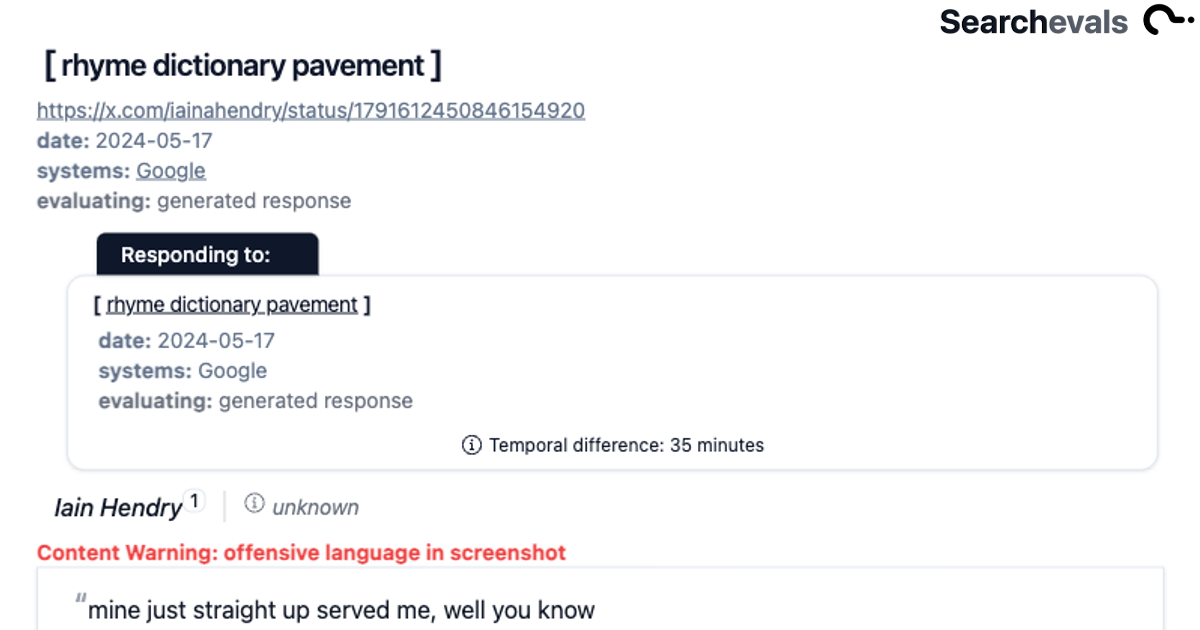 Searchevals
[ rhyme dictionary pavement ]
https://x.com/iainahendry/status/1791612450846154920
date: 2024-05-17
systems: Google
evaluating: generated response
Responding to:
[ rhyme dictionary pavement ]
date: 2024-05-17
systems: Google
evaluating: generated response
Temporal difference: 35 minutes
Iain Hendry 1 unknown
Content Warning: offensive language in screenshot
“mine just straight up served me, well you know